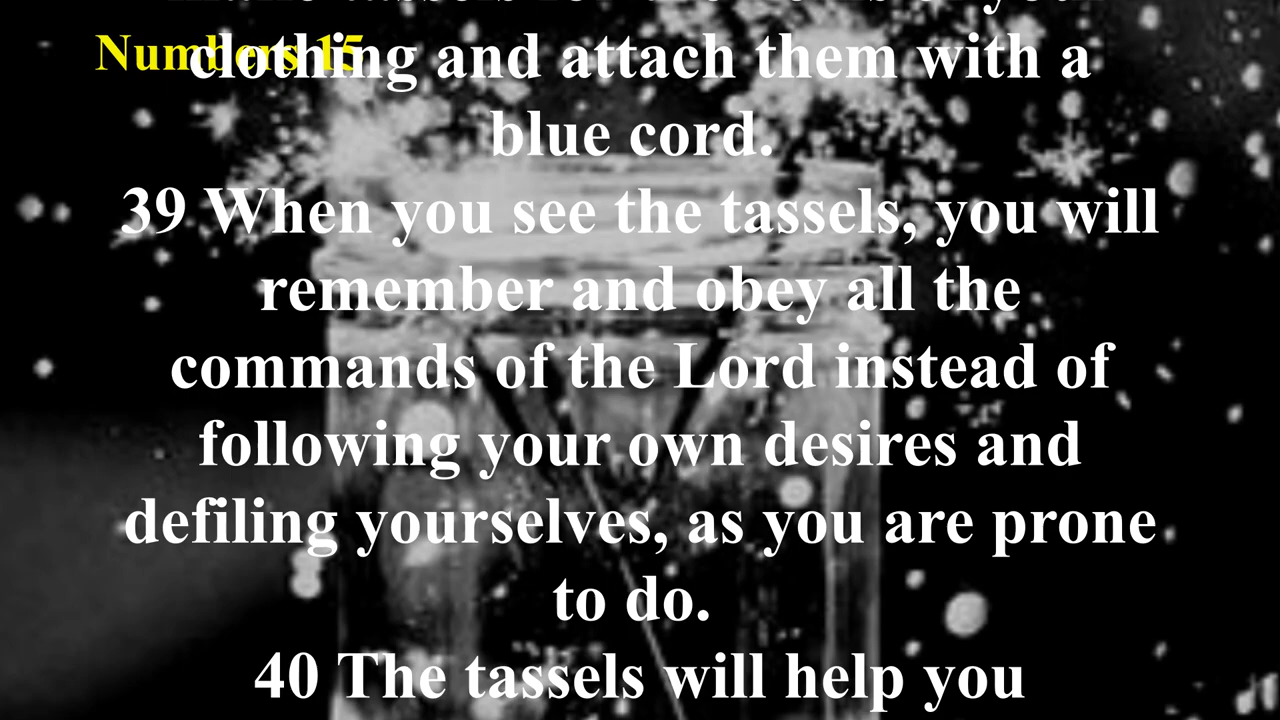 Numbers 15
tassels
clothing and attach them with a
blue cord.
39 When you see the tassels, you will
remember and obey all the
commands of the Lord instead of
following your own desires and
defiling yourselves, as you are prone
to do.
40 The tassels will help you